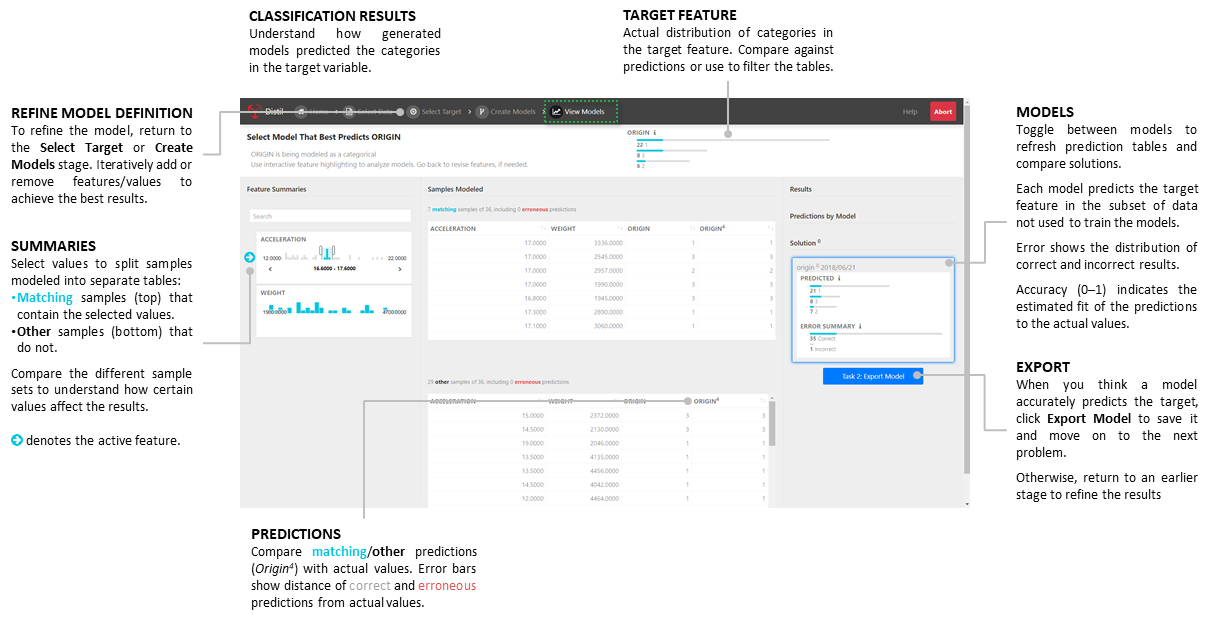 CLASSIFICATION RESULTS
Understand how generated
models predicted the categories
in the target variable.
TARGET FEATURE
Actual distribution of categories in
the target feature. Compare against
predictions or use to filter the tables.
REFINE MODEL DEFINITION
To refine the model, return to
the Select Target or Create
Models stage. Iteratively add or
remove features/values to
achieve the best results.
SUMMARIES
Select values to split samples
modeled into separate tables:
•Matching samples (top) that
contain the selected values.
•Other samples (bottom) that
do not.
Compare the different sample
sets to understand how certain
values affect the results.
denotes the active feature.
Distil Home > Select Data > Select Target > Create Models > View Models Help Abort
Select Model That Best Predicts ORIGIN
ORIGIN is being modeled as a categorical
Use interactive feature highlighting to analyze models. Go back to revise features, if needed.
ORIGIN
22 1
8 3
6 2
Feature Summaries
Search
ACCELERATION
12.0000 22.0000
16.6000 - 17.6000
WEIGHT
4700.0000
Samples Modeled
7 matching samples of 36, including 0 erroneous predictions
ACCELERATION WEIGHT ORIGIN ORIGIN⁴
17.0000 3336.0000 1 1
17.0000 2545.0000 3 3
17.0000 2957.0000 2 2
17.0000 1990.0000 3 3
16.8000 1945.0000 3 3
17.3000 2890.0000 1 1
17.1000 3060.0000 1 1
29 other samples of 36, including 0 erroneous predictions
ACCELERATION WEIGHT ORIGIN ORIGIN⁴
15.0000 2372.0000 3 3
14.5000 2130.0000 3 3
19.0000 2046.0000 1 1
13.5000 4135.0000 1 1
13.5000 4456.0000 1 1
14.5000 4042.0000 1 1
12.0000 4464.0000 1 1
Results
Predictions by Model
Solution ⁰
origin ⁰ 2018/06/21
PREDICTED
21 1
8 3
7 2
ERROR SUMMARY
35 Correct
1 Incorrect
Task 2: Export Model
MODELS
Toggle between models to
refresh prediction tables and
compare solutions.
Each model predicts the target
feature in the subset of data
not used to train the models.
Error shows the distribution of
correct and incorrect results.
Accuracy (0–1) indicates the
estimated fit of the predictions
to the actual values.
EXPORT
When you think a model
accurately predicts the target,
click Export Model to save it
and move on to the next
problem.
Otherwise, return to an earlier
stage to refine the results
PREDICTIONS
Compare matching/other predictions
(Origin⁴) with actual values. Error bars
show distance of correct and erroneous
predictions from actual values.